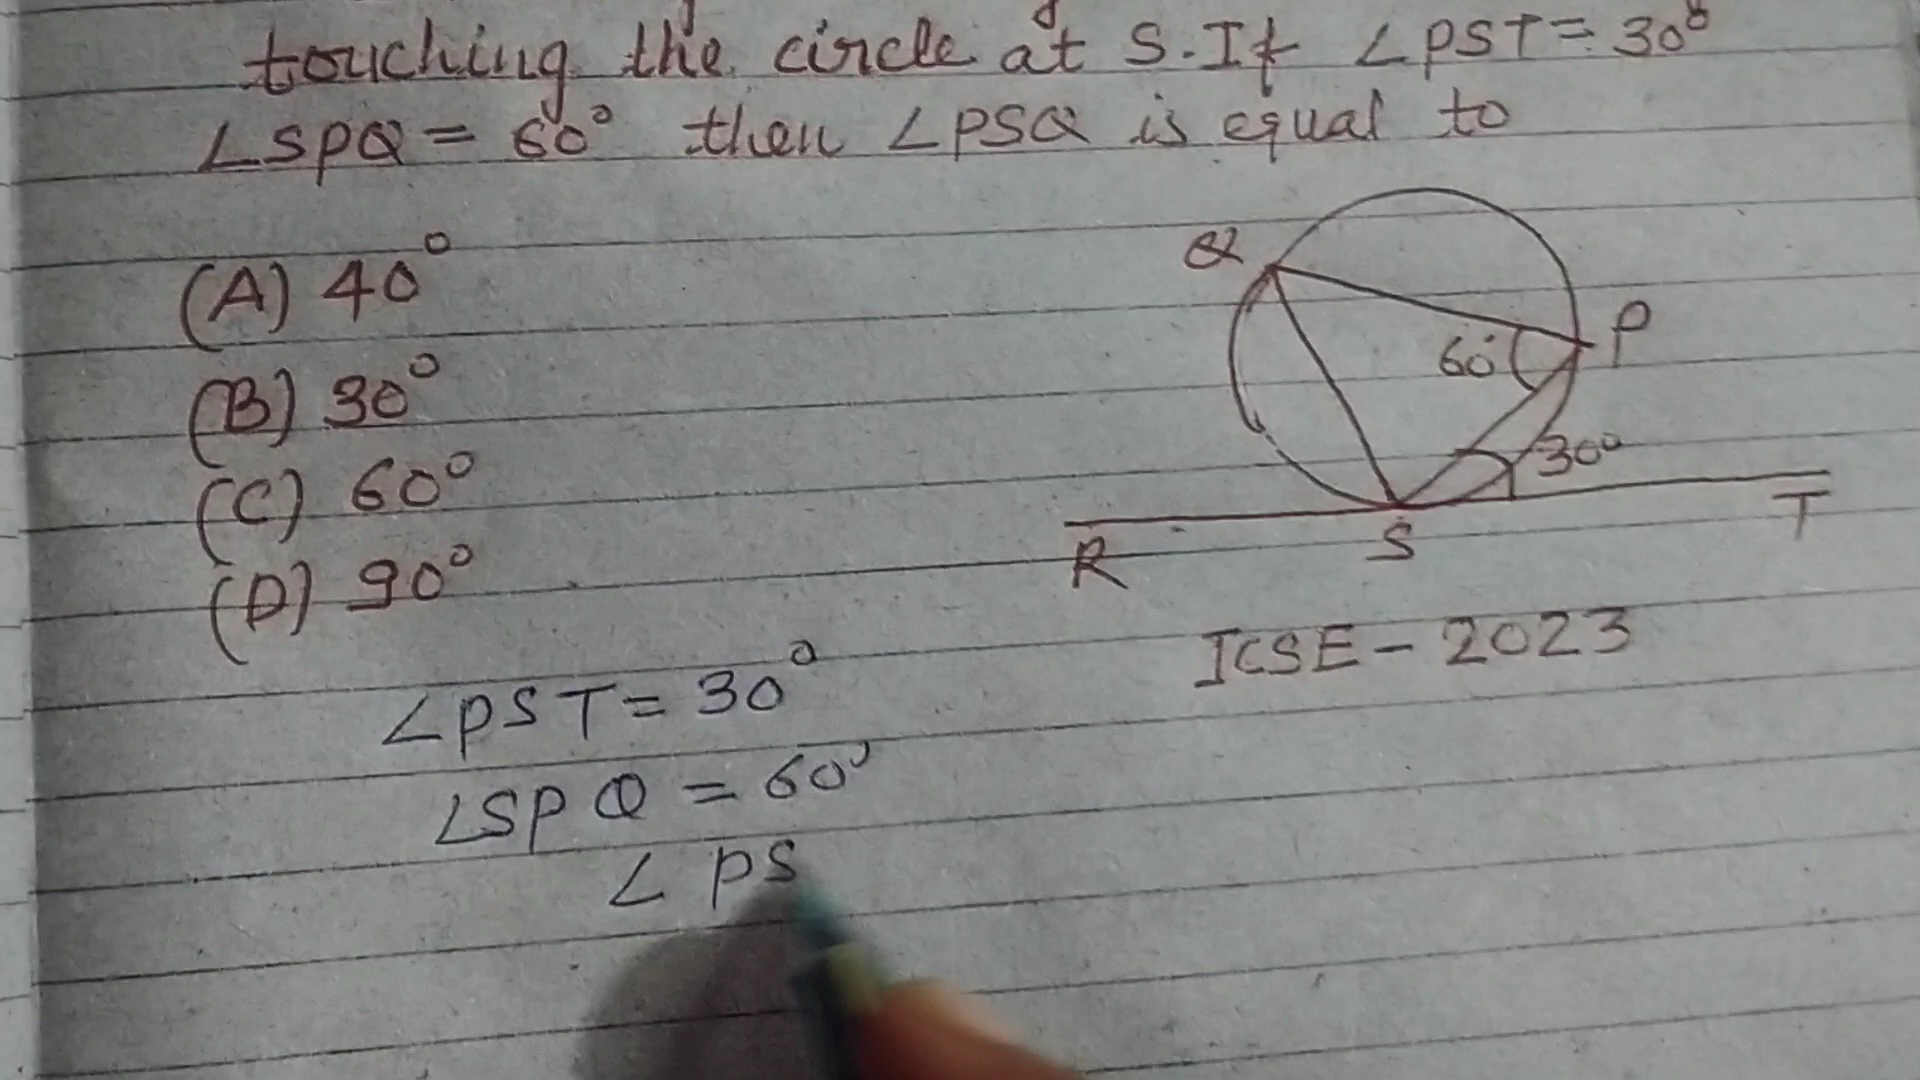 touching the circle at S. If ∠PST = 30°
∠SPQ = 60° then ∠PSQ is equal to
(A) 40°
(B) 30°
(C) 60°
(D) 90°
Q
P
60°
30°
R
S
T
ICSE - 2023
∠PST = 30°
∠SPQ = 60°
∠PS